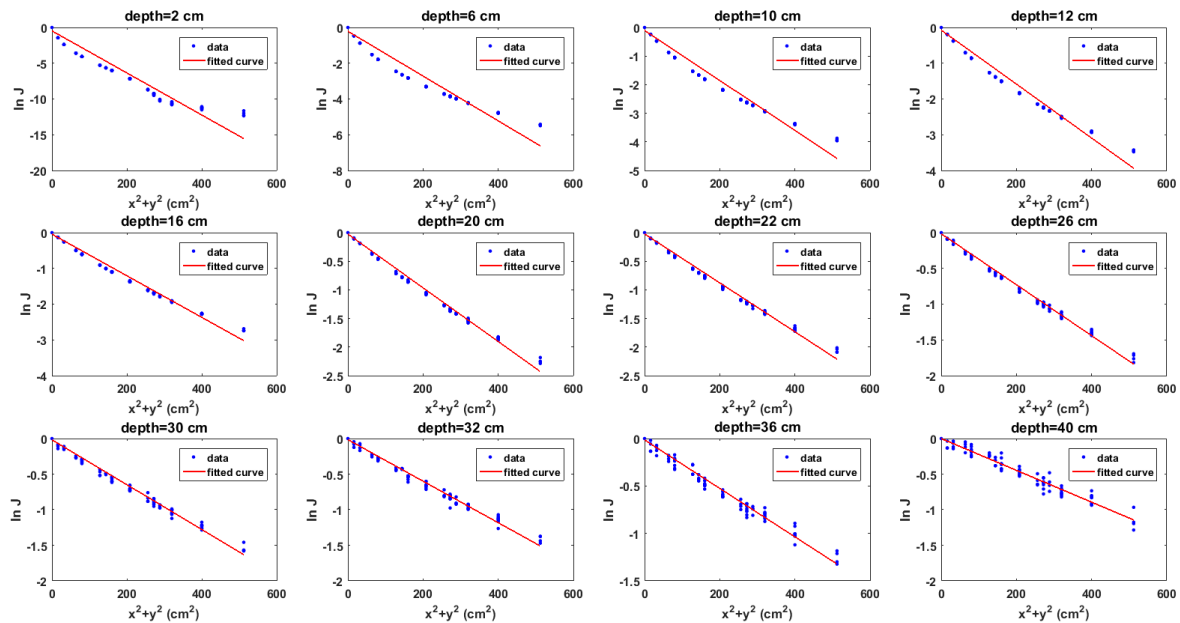 depth=2 cm
0
-5
-10
-15
-20
ln J
data
fitted curve
0 200 400 600
x²+y² (cm²)
depth=6 cm
0
-2
-4
-6
-8
ln J
data
fitted curve
0 200 400 600
x²+y² (cm²)
depth=10 cm
0
-1
-2
-3
-4
-5
ln J
data
fitted curve
0 200 400 600
x²+y² (cm²)
depth=12 cm
0
-1
-2
-3
-4
ln J
data
fitted curve
0 200 400 600
x²+y² (cm²)
depth=16 cm
0
-1
-2
-3
-4
ln J
data
fitted curve
0 200 400 600
x²+y² (cm²)
depth=20 cm
0
-0.5
-1
-1.5
-2
-2.5
ln J
data
fitted curve
0 200 400 600
x²+y² (cm²)
depth=22 cm
0
-0.5
-1
-1.5
-2
-2.5
ln J
data
fitted curve
0 200 400 600
x²+y² (cm²)
depth=26 cm
0
-0.5
-1
-1.5
-2
ln J
data
fitted curve
0 200 400 600
x²+y² (cm²)
depth=30 cm
0
-0.5
-1
-1.5
-2
ln J
data
fitted curve
0 200 400 600
x²+y² (cm²)
depth=32 cm
0
-0.5
-1
-1.5
-2
ln J
data
fitted curve
0 200 400 600
x²+y² (cm²)
depth=36 cm
0
-0.5
-1
-1.5
ln J
data
fitted curve
0 200 400 600
x²+y² (cm²)
depth=40 cm
0
-0.5
-1
-1.5
-2
ln J
data
fitted curve
0 200 400 600
x²+y² (cm²)